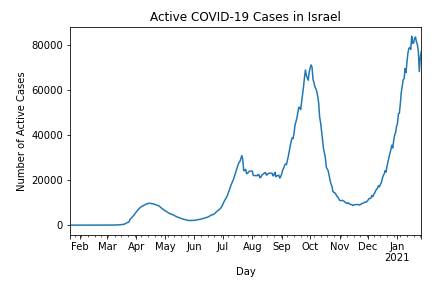 Active COVID-19 Cases in Israel
80000
60000
40000
20000
0
Number of Active Cases
Feb Mar Apr May Jun Jul Aug Sep Oct Nov Dec Jan
2021
Day